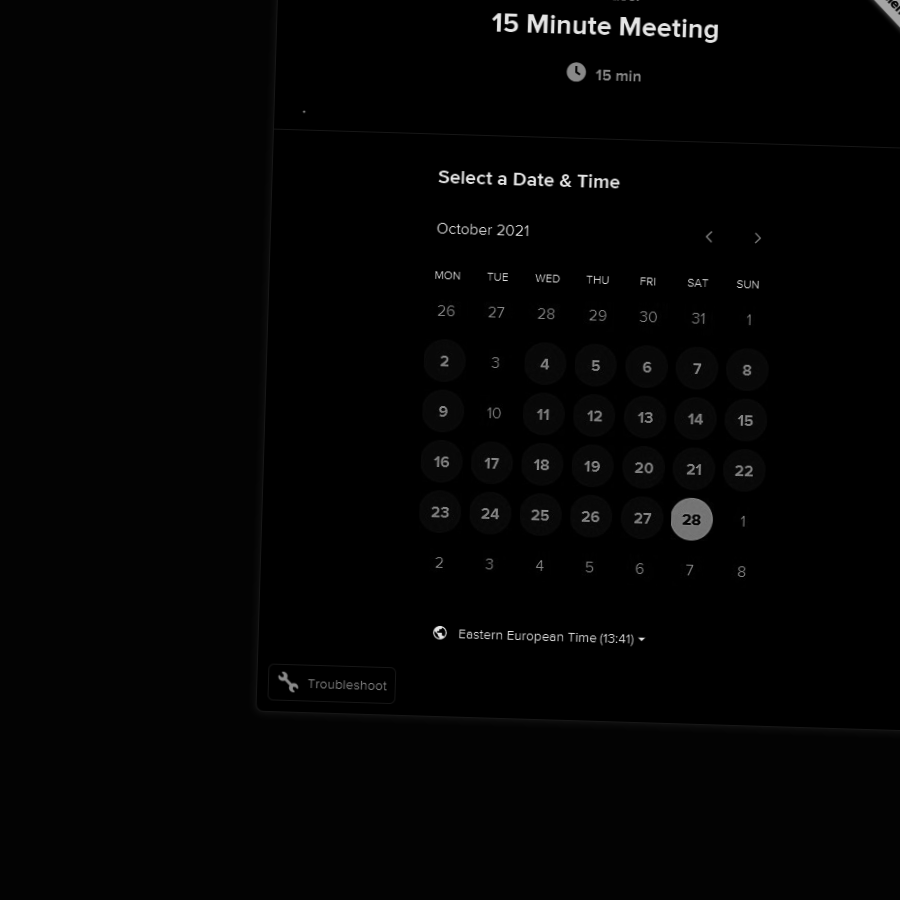 15 Minute Meeting
15 min
Select a Date & Time
October 2021
MON TUE WED THU FRI SAT SUN
26 27 28 29 30 31 1
2 3 4 5 6 7 8
9 10 11 12 13 14 15
16 17 18 19 20 21 22
23 24 25 26 27 28 1
2 3 4 5 6 7 8
Eastern European Time (13:41)
Troubleshoot